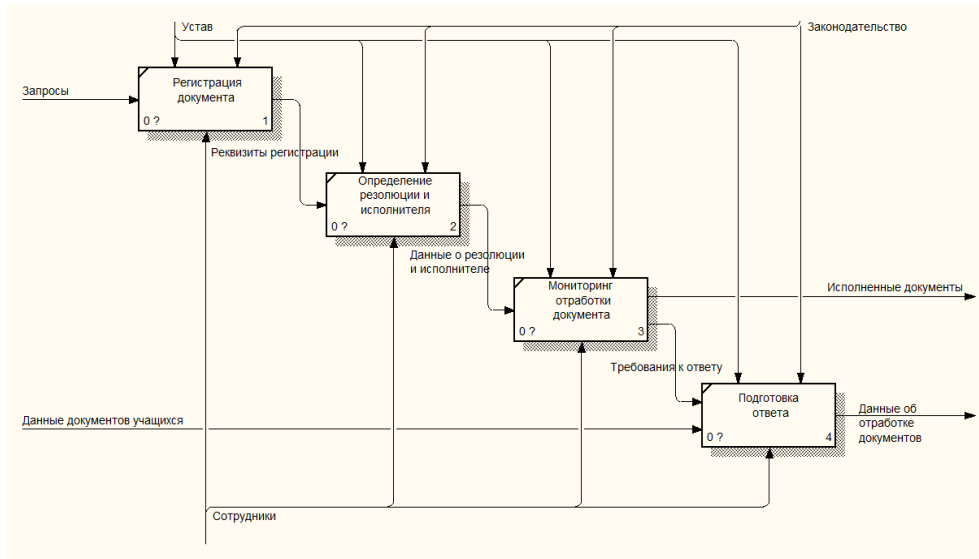 Устав
Законодательство
Запросы
Регистрация
документа
0 ?
1
Реквизиты регистрации
Определение
резолюции и
исполнителя
0 ?
2
Данные о резолюции
и исполнителе
Мониторинг
отработки
документа
0 ?
3
Исполненные документы
Требования к ответу
Подготовка
ответа
0 ?
4
Данные документов учащихся
Данные об
отработке
документов
Сотрудники